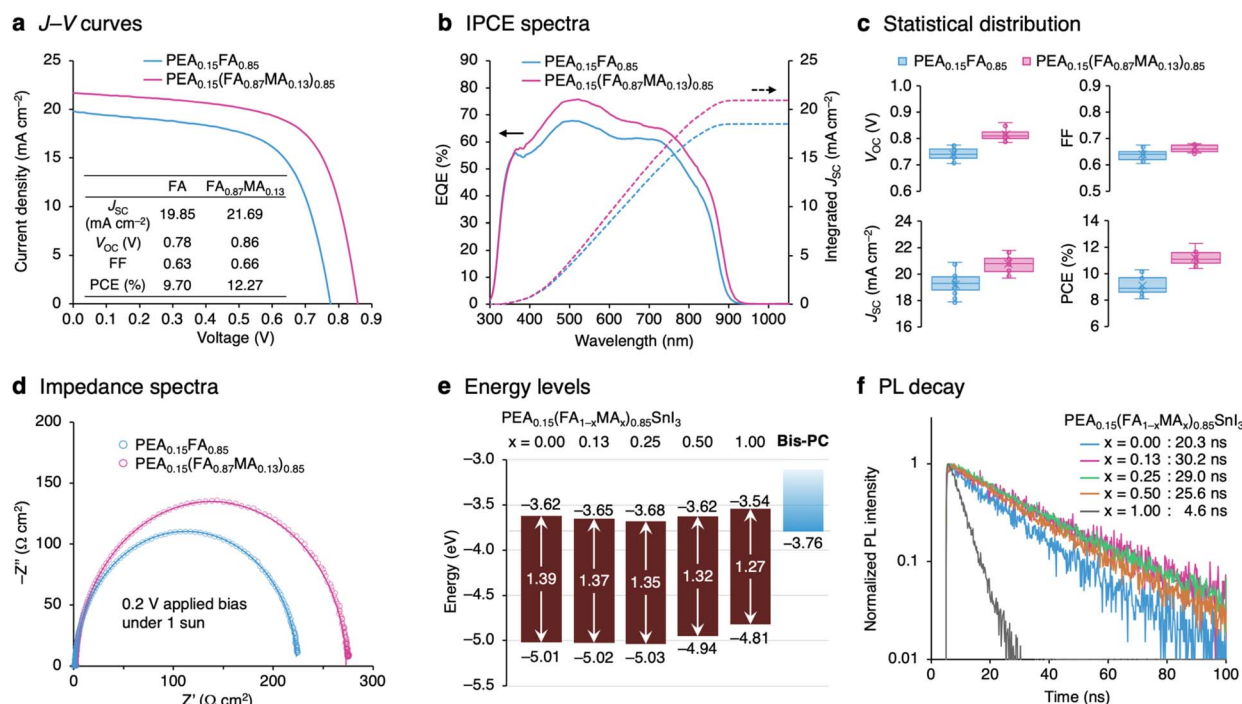 a J–V curves
PEA0.15FA0.85
PEA0.15(FA0.87MA0.13)0.85
25
20
15
10
5
0
Current density (mA cm−2)
FA FA0.87MA0.13
JSC (mA cm−2) 19.85 21.69
VOC (V) 0.78 0.86
FF 0.63 0.66
PCE (%) 9.70 12.27
0.0 0.1 0.2 0.3 0.4 0.5 0.6 0.7 0.8 0.9
Voltage (V)
b IPCE spectra
PEA0.15FA0.85
PEA0.15(FA0.87MA0.13)0.85
90
80
70
60
50
40
30
20
10
0
EQE (%)
25
20
15
10
5
0
Integrated JSC (mA cm−2)
300 400 500 600 700 800 900 1000
Wavelength (nm)
c Statistical distribution
PEA0.15FA0.85 PEA0.15(FA0.87MA0.13)0.85
1.0
0.9
0.8
0.7
0.6
VOC (V)
0.9
0.8
0.7
0.6
0.5
FF
24
22
20
18
16
JSC (mA cm−2)
14
12
10
8
6
PCE (%)
d Impedance spectra
PEA0.15FA0.85
PEA0.15(FA0.87MA0.13)0.85
200
150
100
50
0
−Z″(Ω cm2)
0.2 V applied bias
under 1 sun
0 100 200 300
Z′ (Ω cm2)
e Energy levels
PEA0.15(FA1−xMAx)0.85SnI3
x = 0.00 0.13 0.25 0.50 1.00 Bis-PC
−3.0
−3.5
−4.0
−4.5
−5.0
−5.5
Energy (eV)
−3.62 −3.65 −3.68 −3.62 −3.54
−3.76
1.39 1.37 1.35 1.32 1.27
−5.01 −5.02 −5.03 −4.94 −4.81
f PL decay
PEA0.15(FA1−xMAx)0.85SnI3
x = 0.00 : 20.3 ns
x = 0.13 : 30.2 ns
x = 0.25 : 29.0 ns
x = 0.50 : 25.6 ns
x = 1.00 : 4.6 ns
1
0.1
0.01
Normalized PL intensity
20 40 60 80 100
Time (ns)